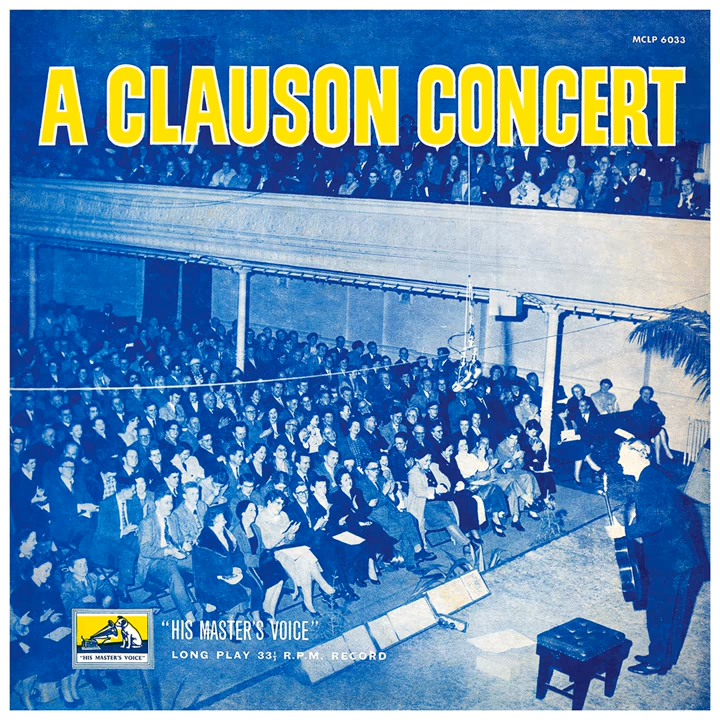 MCLP 6033
A CLAUSON CONCERT
"HIS MASTER'S VOICE"
"HIS MASTER'S VOICE"
LONG PLAY 33⅓ R.P.M. RECORD